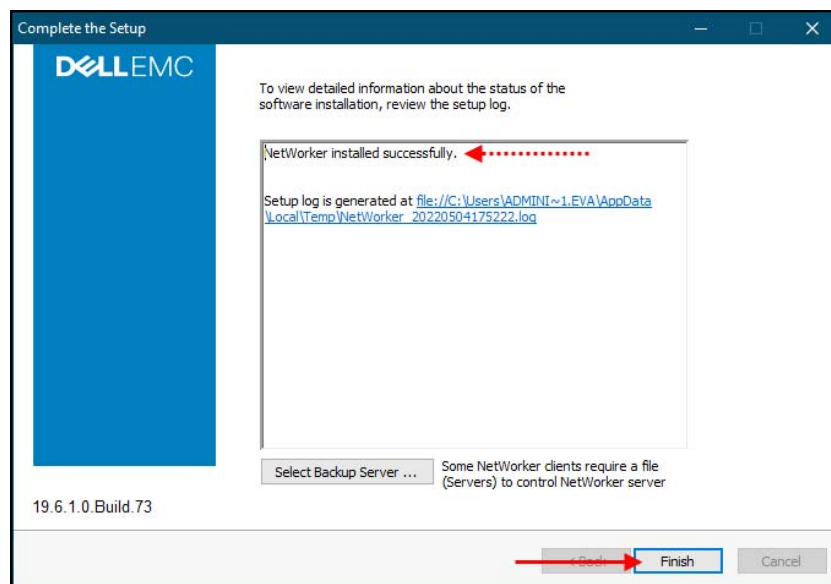 Complete the Setup
DELLEMC
To view detailed information about the status of the
software installation, review the setup log.
NetWorker installed successfully.
Setup log is generated at file://C:\Users\ADMINI~1.EVA\AppData
\Local\Temp\NetWorker_20220504175222.log
Select Backup Server ...
Some NetWorker clients require a file
(Servers) to control NetWorker server
19.6.1.0.Build.73
< Back
Finish
Cancel